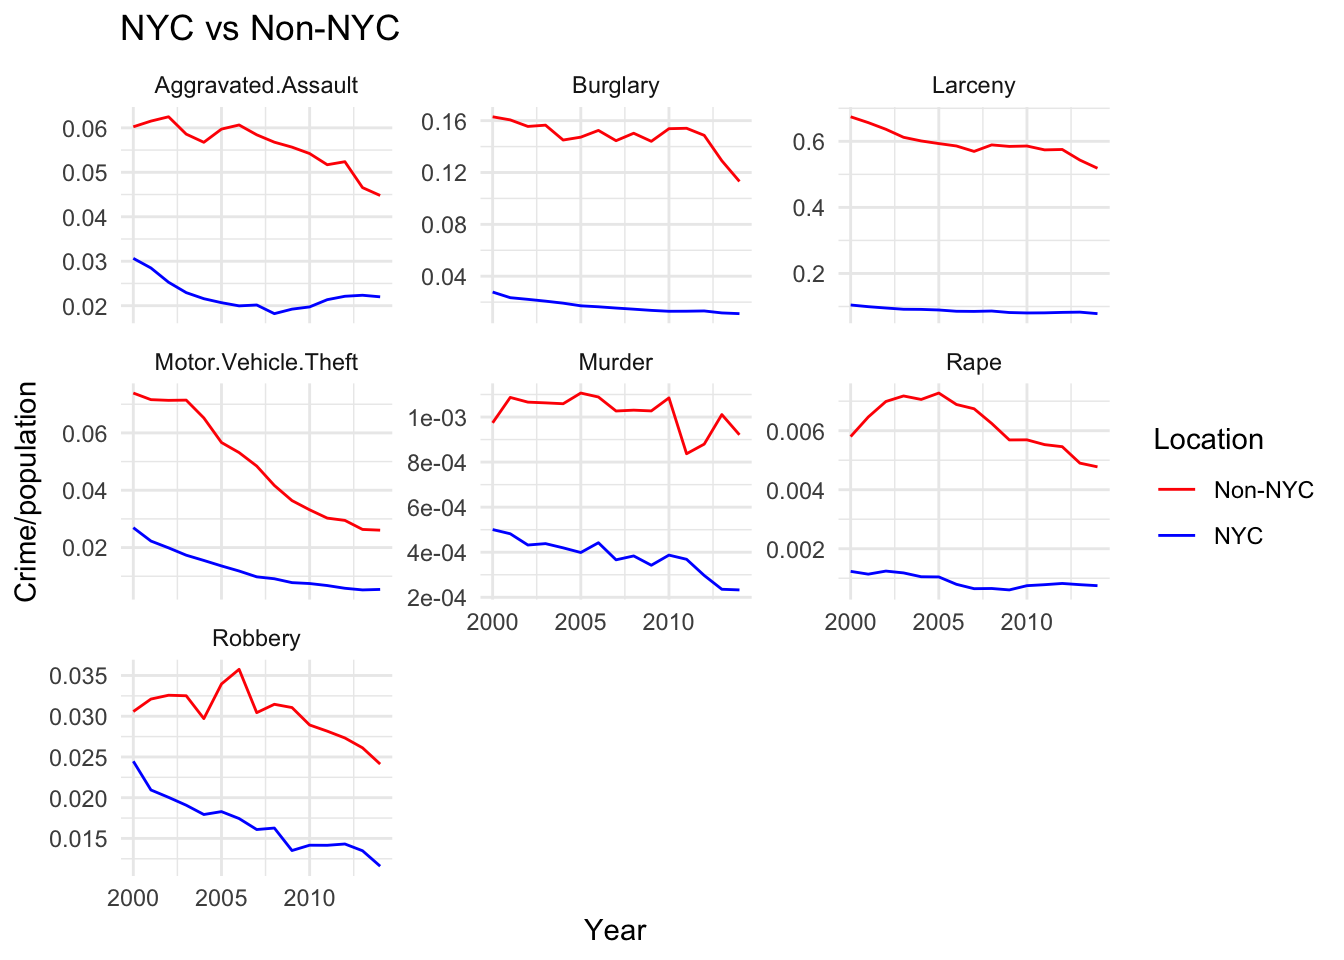 NYC vs Non-NYC
Aggravated.Assault
Burglary
Larceny
0.06
0.05
0.04
0.03
0.02
0.16
0.12
0.08
0.04
0.6
0.4
0.2
Motor.Vehicle.Theft
Murder
Rape
0.06
0.04
0.02
1e-03
8e-04
6e-04
4e-04
2e-04
0.006
0.004
0.002
2000 2005 2010
2000 2005 2010
Robbery
0.035
0.030
0.025
0.020
0.015
2000 2005 2010
Year
Crime/population
Location
Non-NYC
NYC